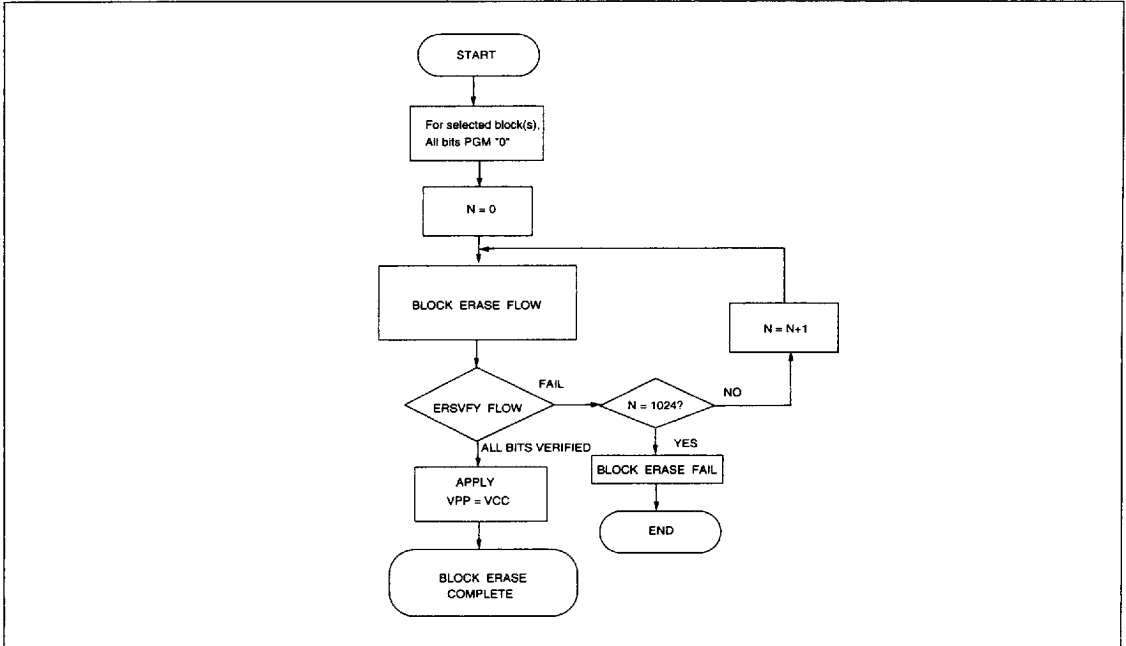 START
For selected block(s),
All bits PGM "0"
N = 0
BLOCK ERASE FLOW
N = N+1
ERSVFY FLOW
FAIL
N = 1024?
NO
ALL BITS VERIFIED
YES
APPLY
VPP = VCC
BLOCK ERASE FAIL
END
BLOCK ERASE
COMPLETE